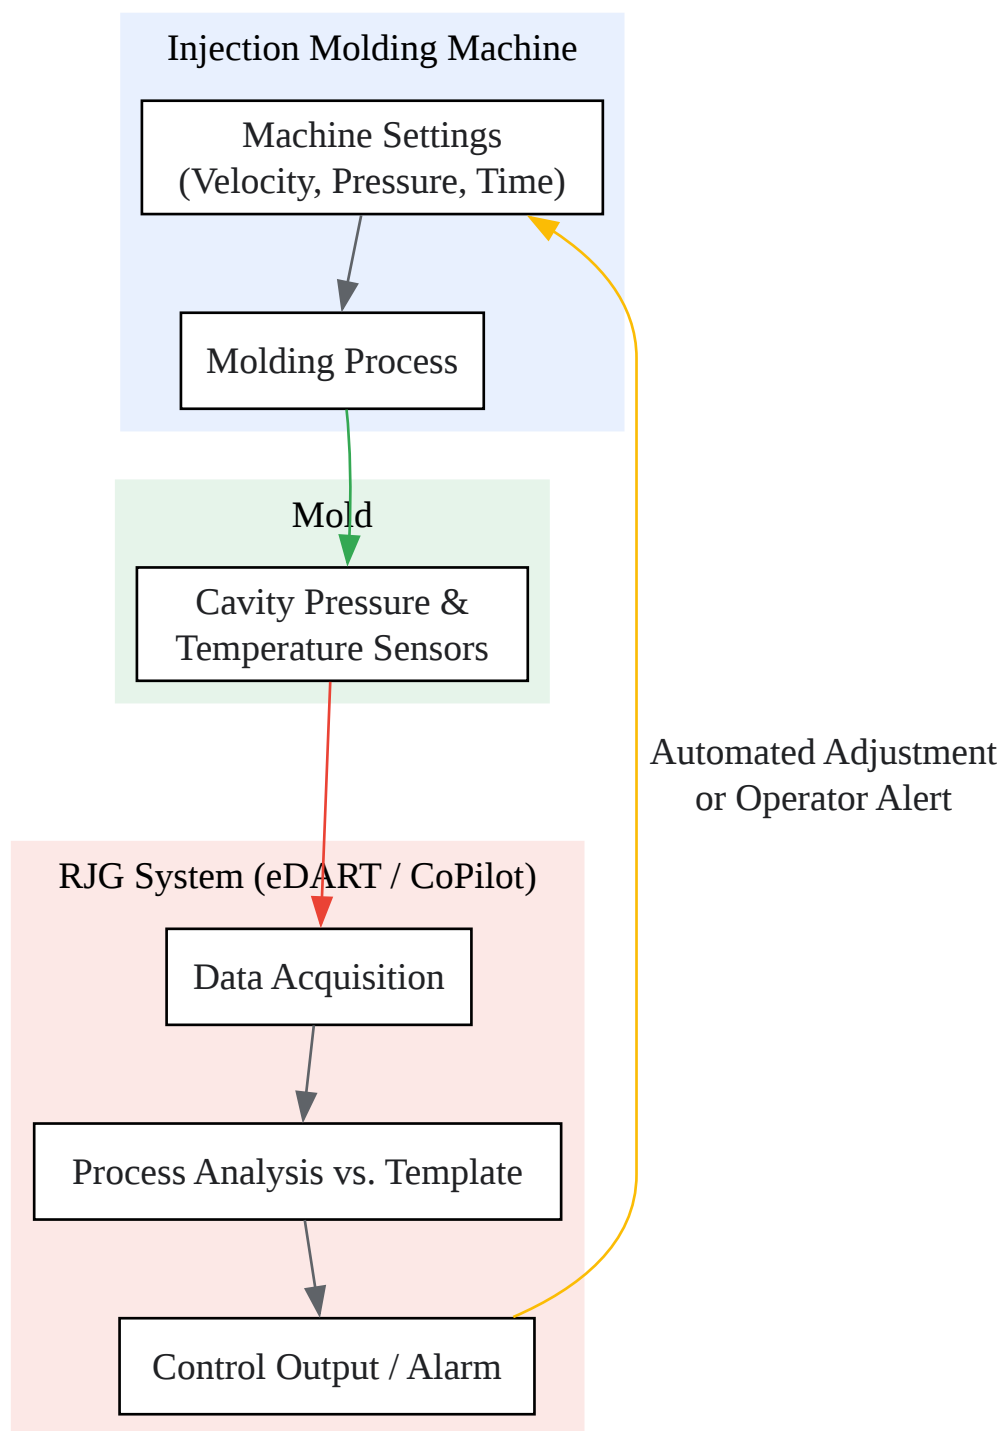 Injection Molding Machine
Machine Settings
(Velocity, Pressure, Time)
Molding Process
Mold
Cavity Pressure &
Temperature Sensors
Automated Adjustment
or Operator Alert
RJG System (eDART / CoPilot)
Data Acquisition
Process Analysis vs. Template
Control Output / Alarm